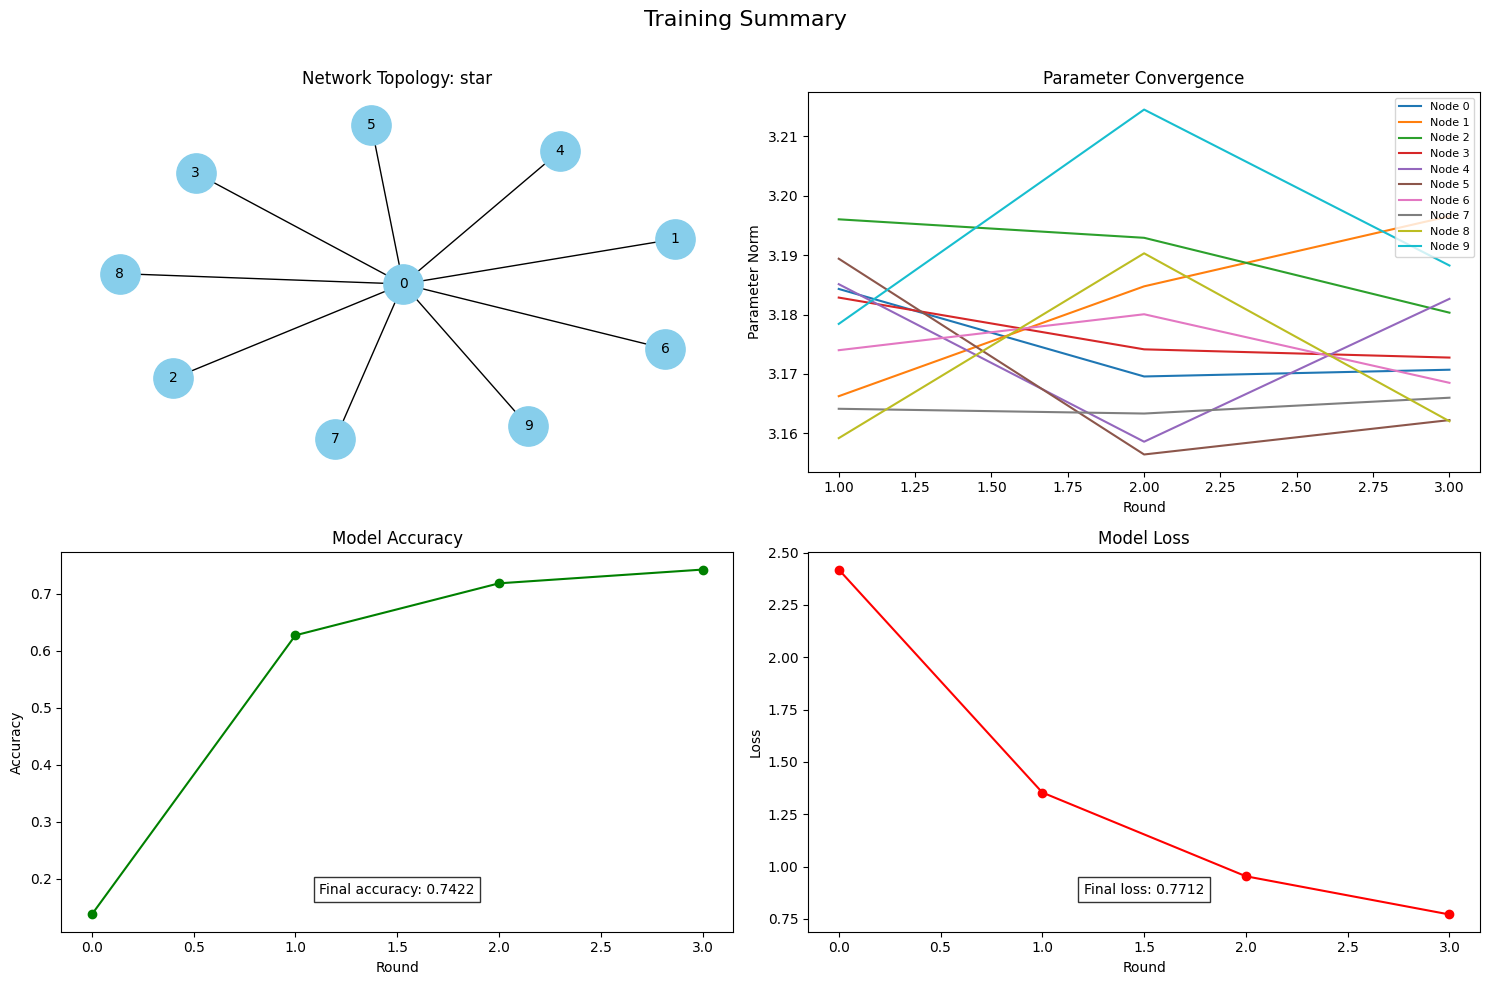 Training Summary
Network Topology: star
5
4
3
1
8
0
6
2
9
7
Parameter Convergence
Parameter Norm
3.21
3.20
3.19
3.18
3.17
3.16
Node 0
Node 1
Node 2
Node 3
Node 4
Node 5
Node 6
Node 7
Node 8
Node 9
1.00 1.25 1.50 1.75 2.00 2.25 2.50 2.75 3.00
Round
Model Accuracy
Accuracy
0.7
0.6
0.5
0.4
0.3
0.2
Final accuracy: 0.7422
0.0 0.5 1.0 1.5 2.0 2.5 3.0
Round
Model Loss
Loss
2.50
2.25
2.00
1.75
1.50
1.25
1.00
0.75
Final loss: 0.7712
0.0 0.5 1.0 1.5 2.0 2.5 3.0
Round